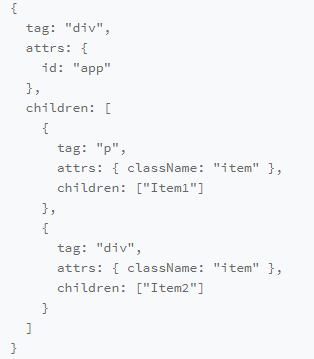 {
  tag: "div",
  attrs: {
    id: "app"
  },
  children: [
    {
      tag: "p",
      attrs: { className: "item" },
      children: ["Item1"]
    },
    {
      tag: "div",
      attrs: { className: "item" },
      children: ["Item2"]
    }
  ]
}